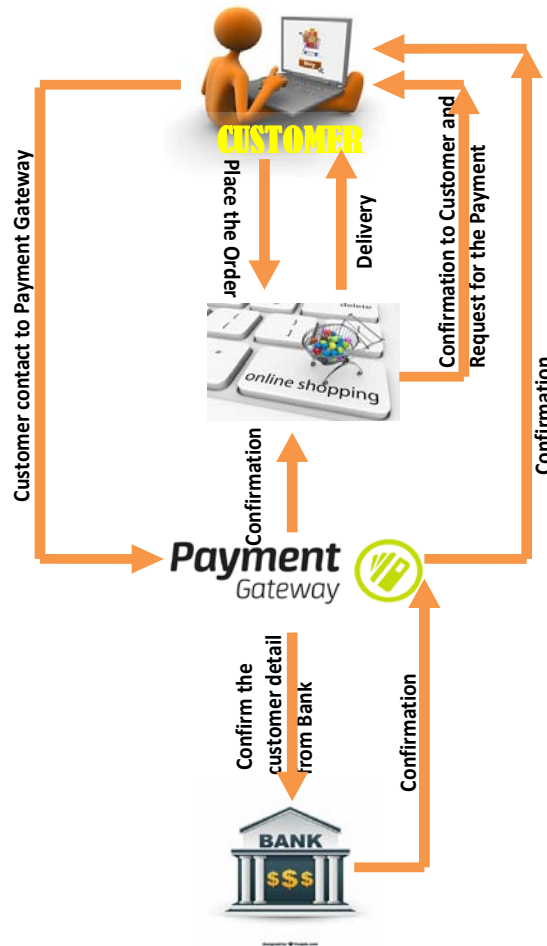 Buy
CUSTOMER
Place the Order
Delivery
Confirmation to Customer and
Request for the Payment
Customer contact to Payment Gateway
Confirmation
delete
online shopping
Confirmation
Payment
Gateway
Confirm the
customer detail
from Bank
Confirmation
BANK
$$$